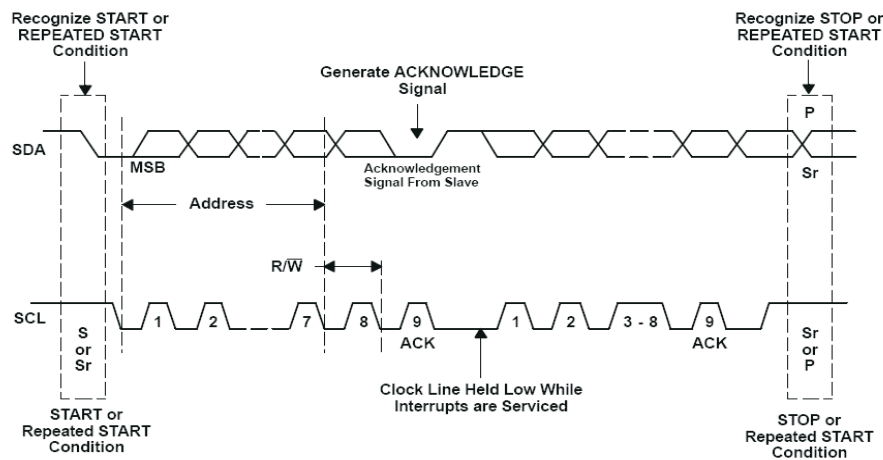 Recognize START or
REPEATED START
Condition
Recognize STOP or
REPEATED START
Condition
Generate ACKNOWLEDGE
Signal
P
SDA
MSB
Acknowledgement
Signal From Slave
Sr
Address
R/W̅
SCL
S
or
Sr
1
2
7
8
9
ACK
1
2
3 - 8
9
ACK
Sr
or
P
Clock Line Held Low While
Interrupts are Serviced
START or
Repeated START
Condition
STOP or
Repeated START
Condition